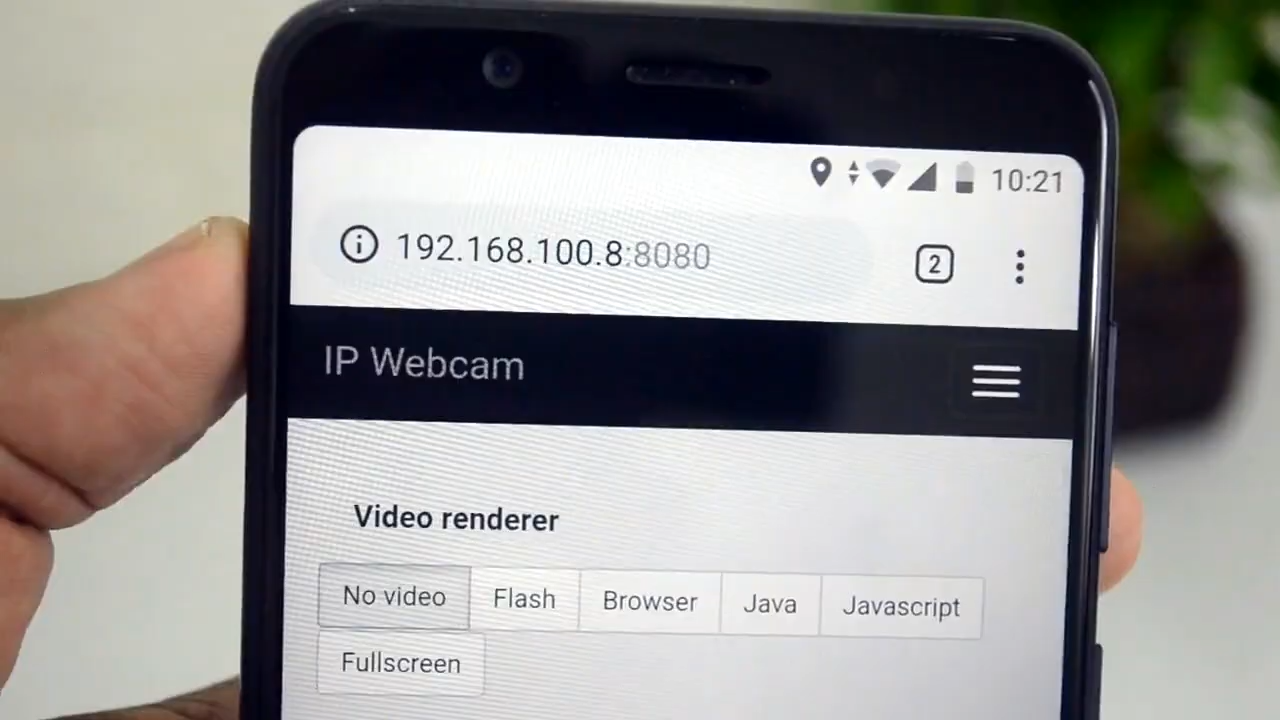 10:21
192.168.100.8:8080
2
IP Webcam
Video renderer
No video Flash Browser Java Javascript
Fullscreen